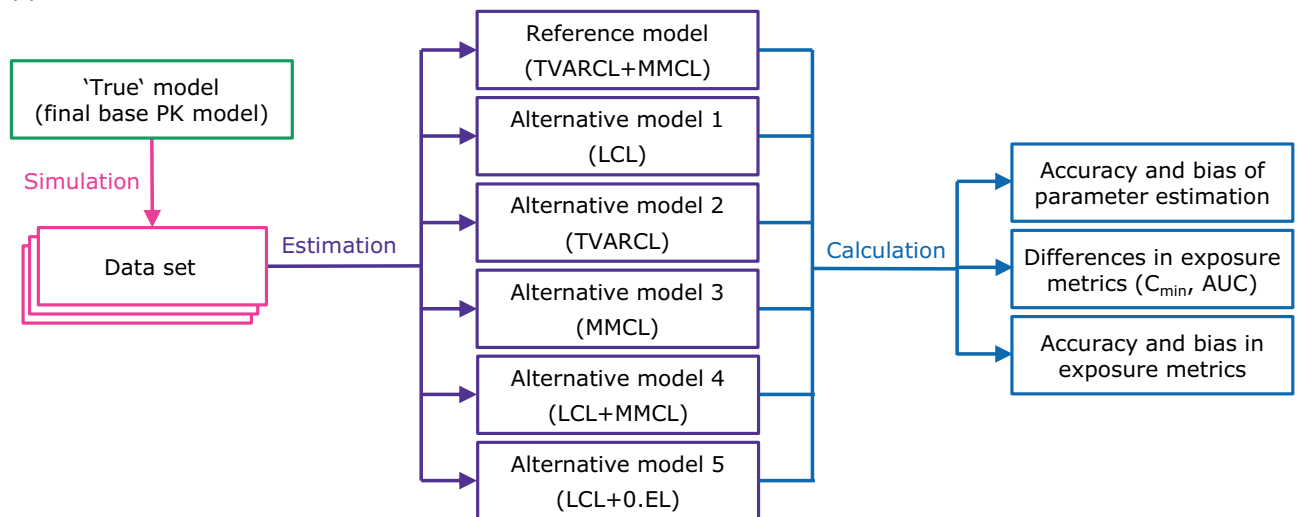 ‘True‘ model
(final base PK model)
Simulation
Data set
Estimation
Reference model
(TVARCL+MMCL)
Alternative model 1
(LCL)
Alternative model 2
(TVARCL)
Alternative model 3
(MMCL)
Alternative model 4
(LCL+MMCL)
Alternative model 5
(LCL+0.EL)
Calculation
Accuracy and bias of
parameter estimation
Differences in exposure
metrics (Cmin, AUC)
Accuracy and bias in
exposure metrics